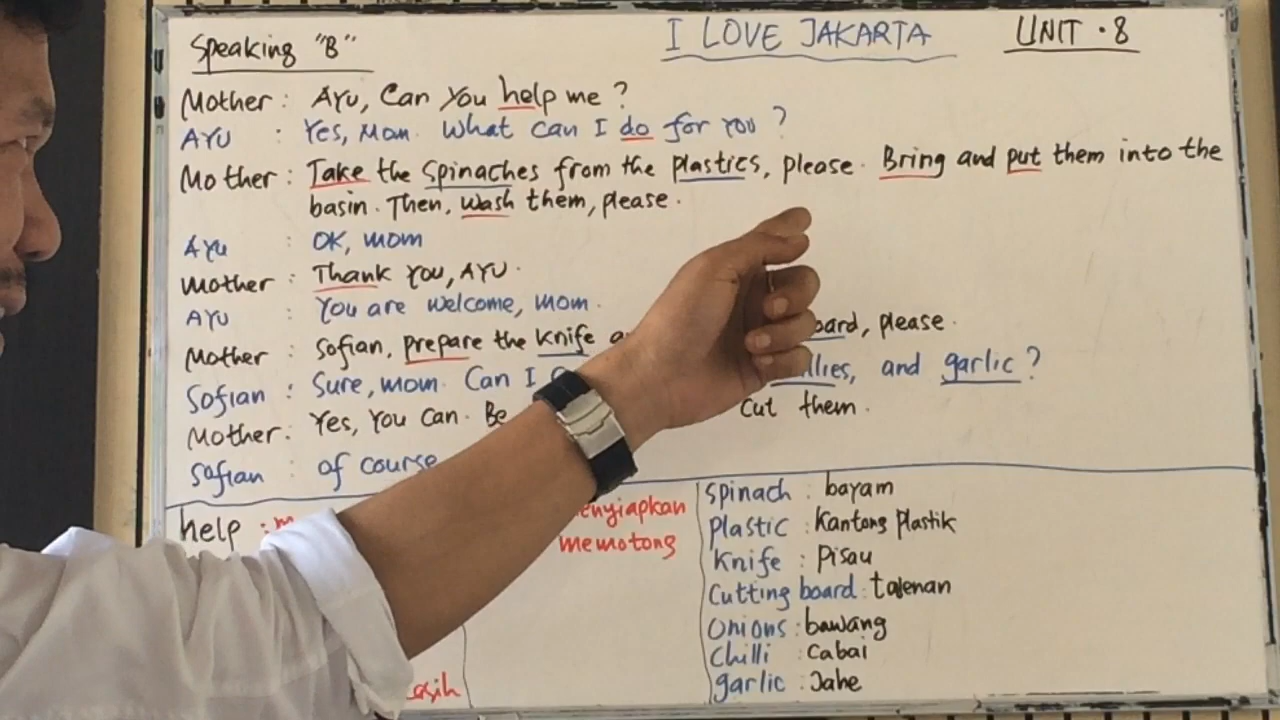 Speaking "B"
I LOVE JAKARTA
UNIT . 8
Mother : AYU, Can You help me ?
AYU : Yes, Mom. What can I do for You ?
Mother : Take the Spinaches from the plastics, please. Bring and put them into the
basin. Then, wash them, please.
AYU : OK, mom
Mother : Thank You, AYU.
AYU : You are welcome, mom.
Mother : Sofian, prepare the knife please.
Sofian : Sure, mom. Can I and garlic ?
Mother : Yes, You can. Be cut them.
Sofian : of course
help :
enyiapkan
memotong
asih
spinach : bayam
plastic : Kantong Plastik
Knife : Pisau
Cutting board : talenan
Onions : bawang
Chilli : Cabai
garlic : Jahe